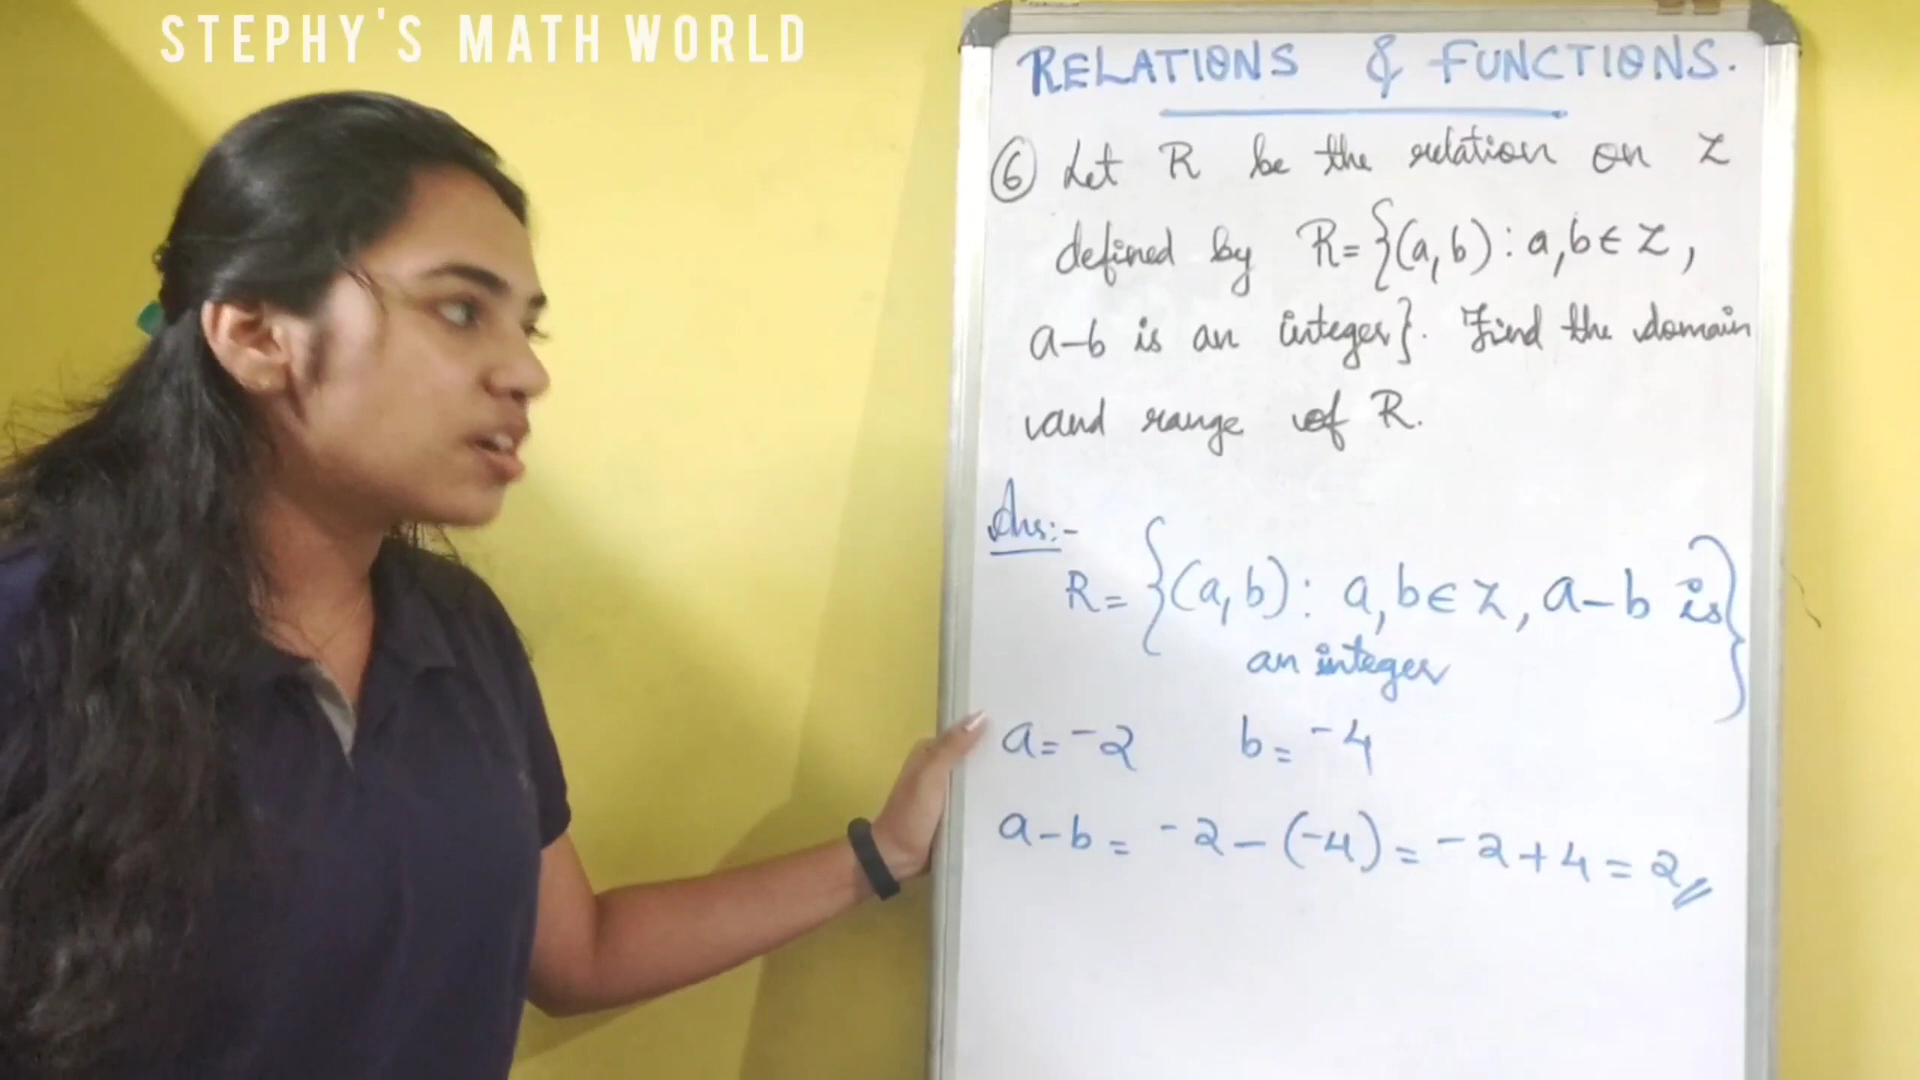 STEPHY'S MATH WORLD
RELATIONS & FUNCTIONS.
⑥ Let R be the relation on Z
defined by R={(a,b): a,b∈Z,
a-b is an integer}. Find the domain
and range of R.
Ans:-
R= {(a,b): a,b∈Z, a-b is
an integer}
a=-2 b=-4
a-b= -2-(-4)= -2+4=2//